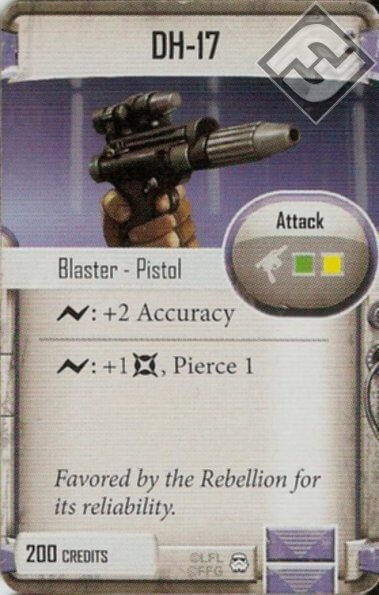 DH-17
Attack
Blaster - Pistol
: +2 Accuracy
: +1 , Pierce 1
Favored by the Rebellion for
its reliability.
200 CREDITS
©LFL
©FFG